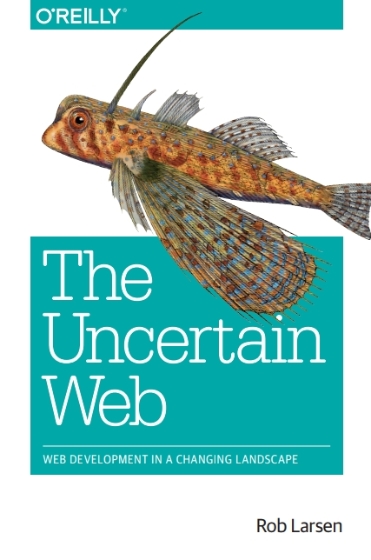 O'REILLY®
The
Uncertain
Web
WEB DEVELOPMENT IN A CHANGING LANDSCAPE
Rob Larsen